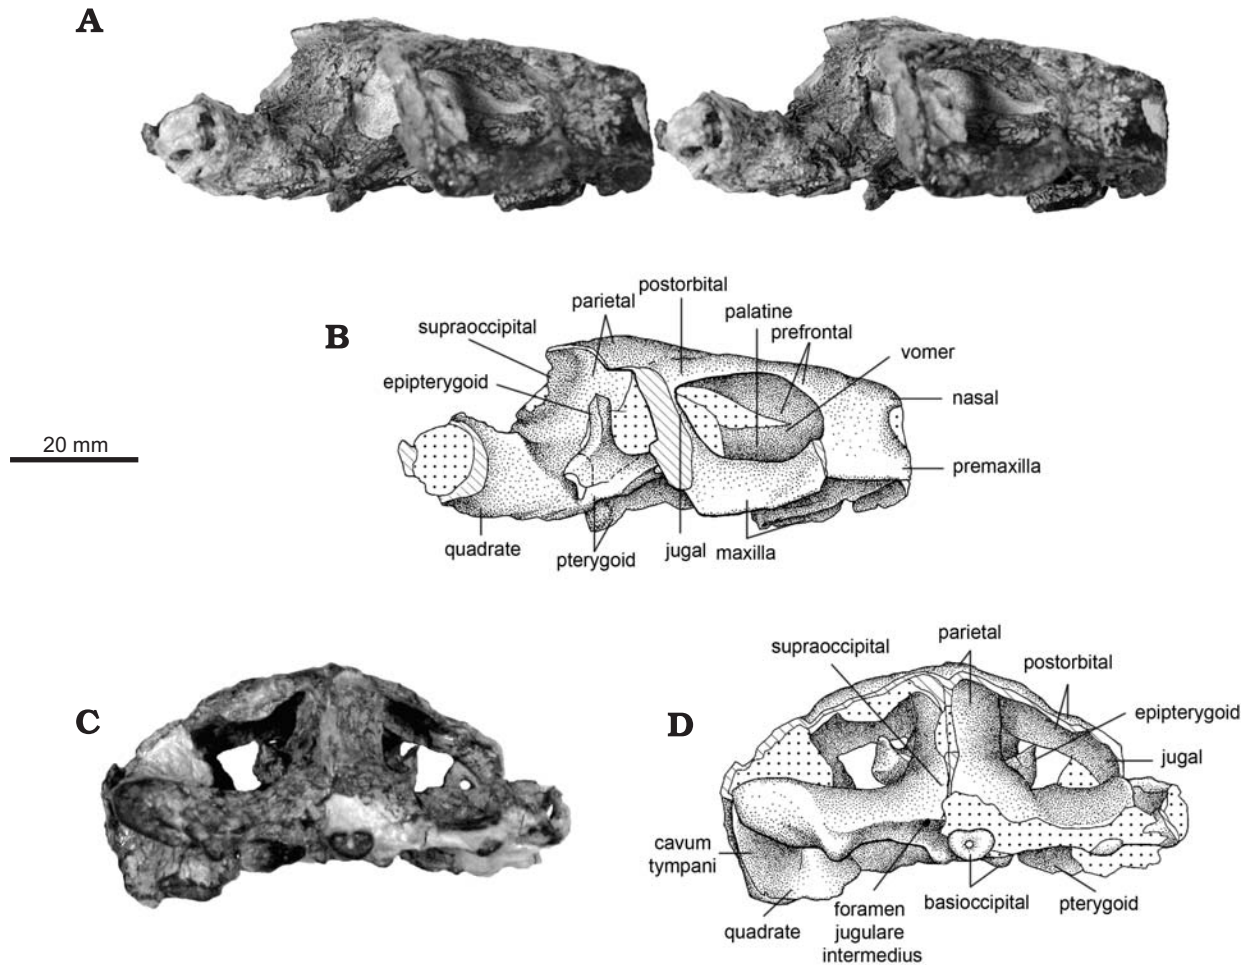 A
B
postorbital
parietal
palatine
prefrontal
supraoccipital
vomer
epipterygoid
nasal
20 mm
premaxilla
quadrate
pterygoid
jugal
maxilla
C
D
parietal
supraoccipital
postorbital
epipterygoid
jugal
cavum
tympani
quadrate
foramen
jugulare
intermedius
basioccipital
pterygoid